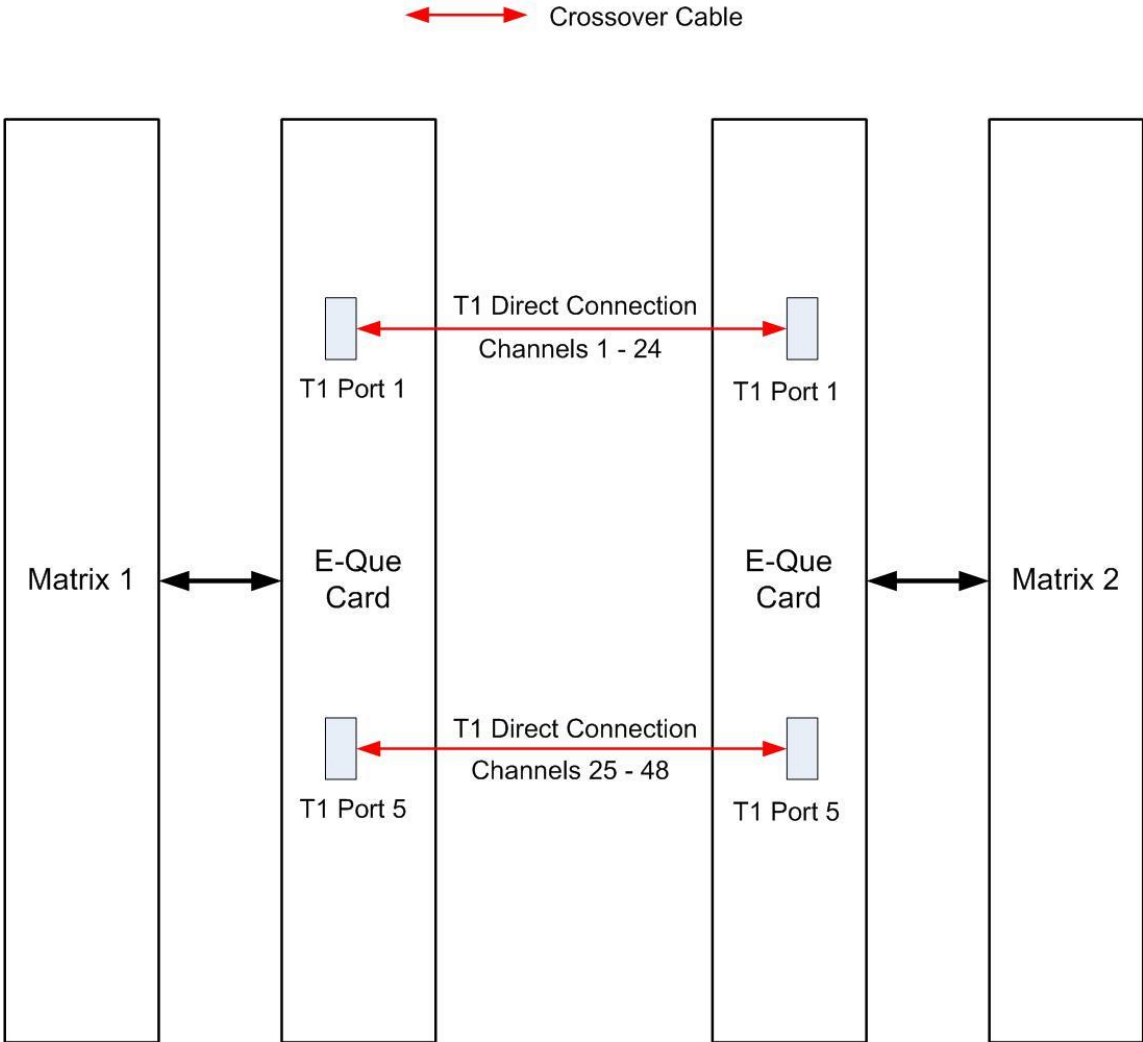 Crossover Cable
T1 Direct Connection
Channels 1 - 24
T1 Port 1
T1 Port 1
Matrix 1
E-Que
Card
E-Que
Card
Matrix 2
T1 Direct Connection
Channels 25 - 48
T1 Port 5
T1 Port 5